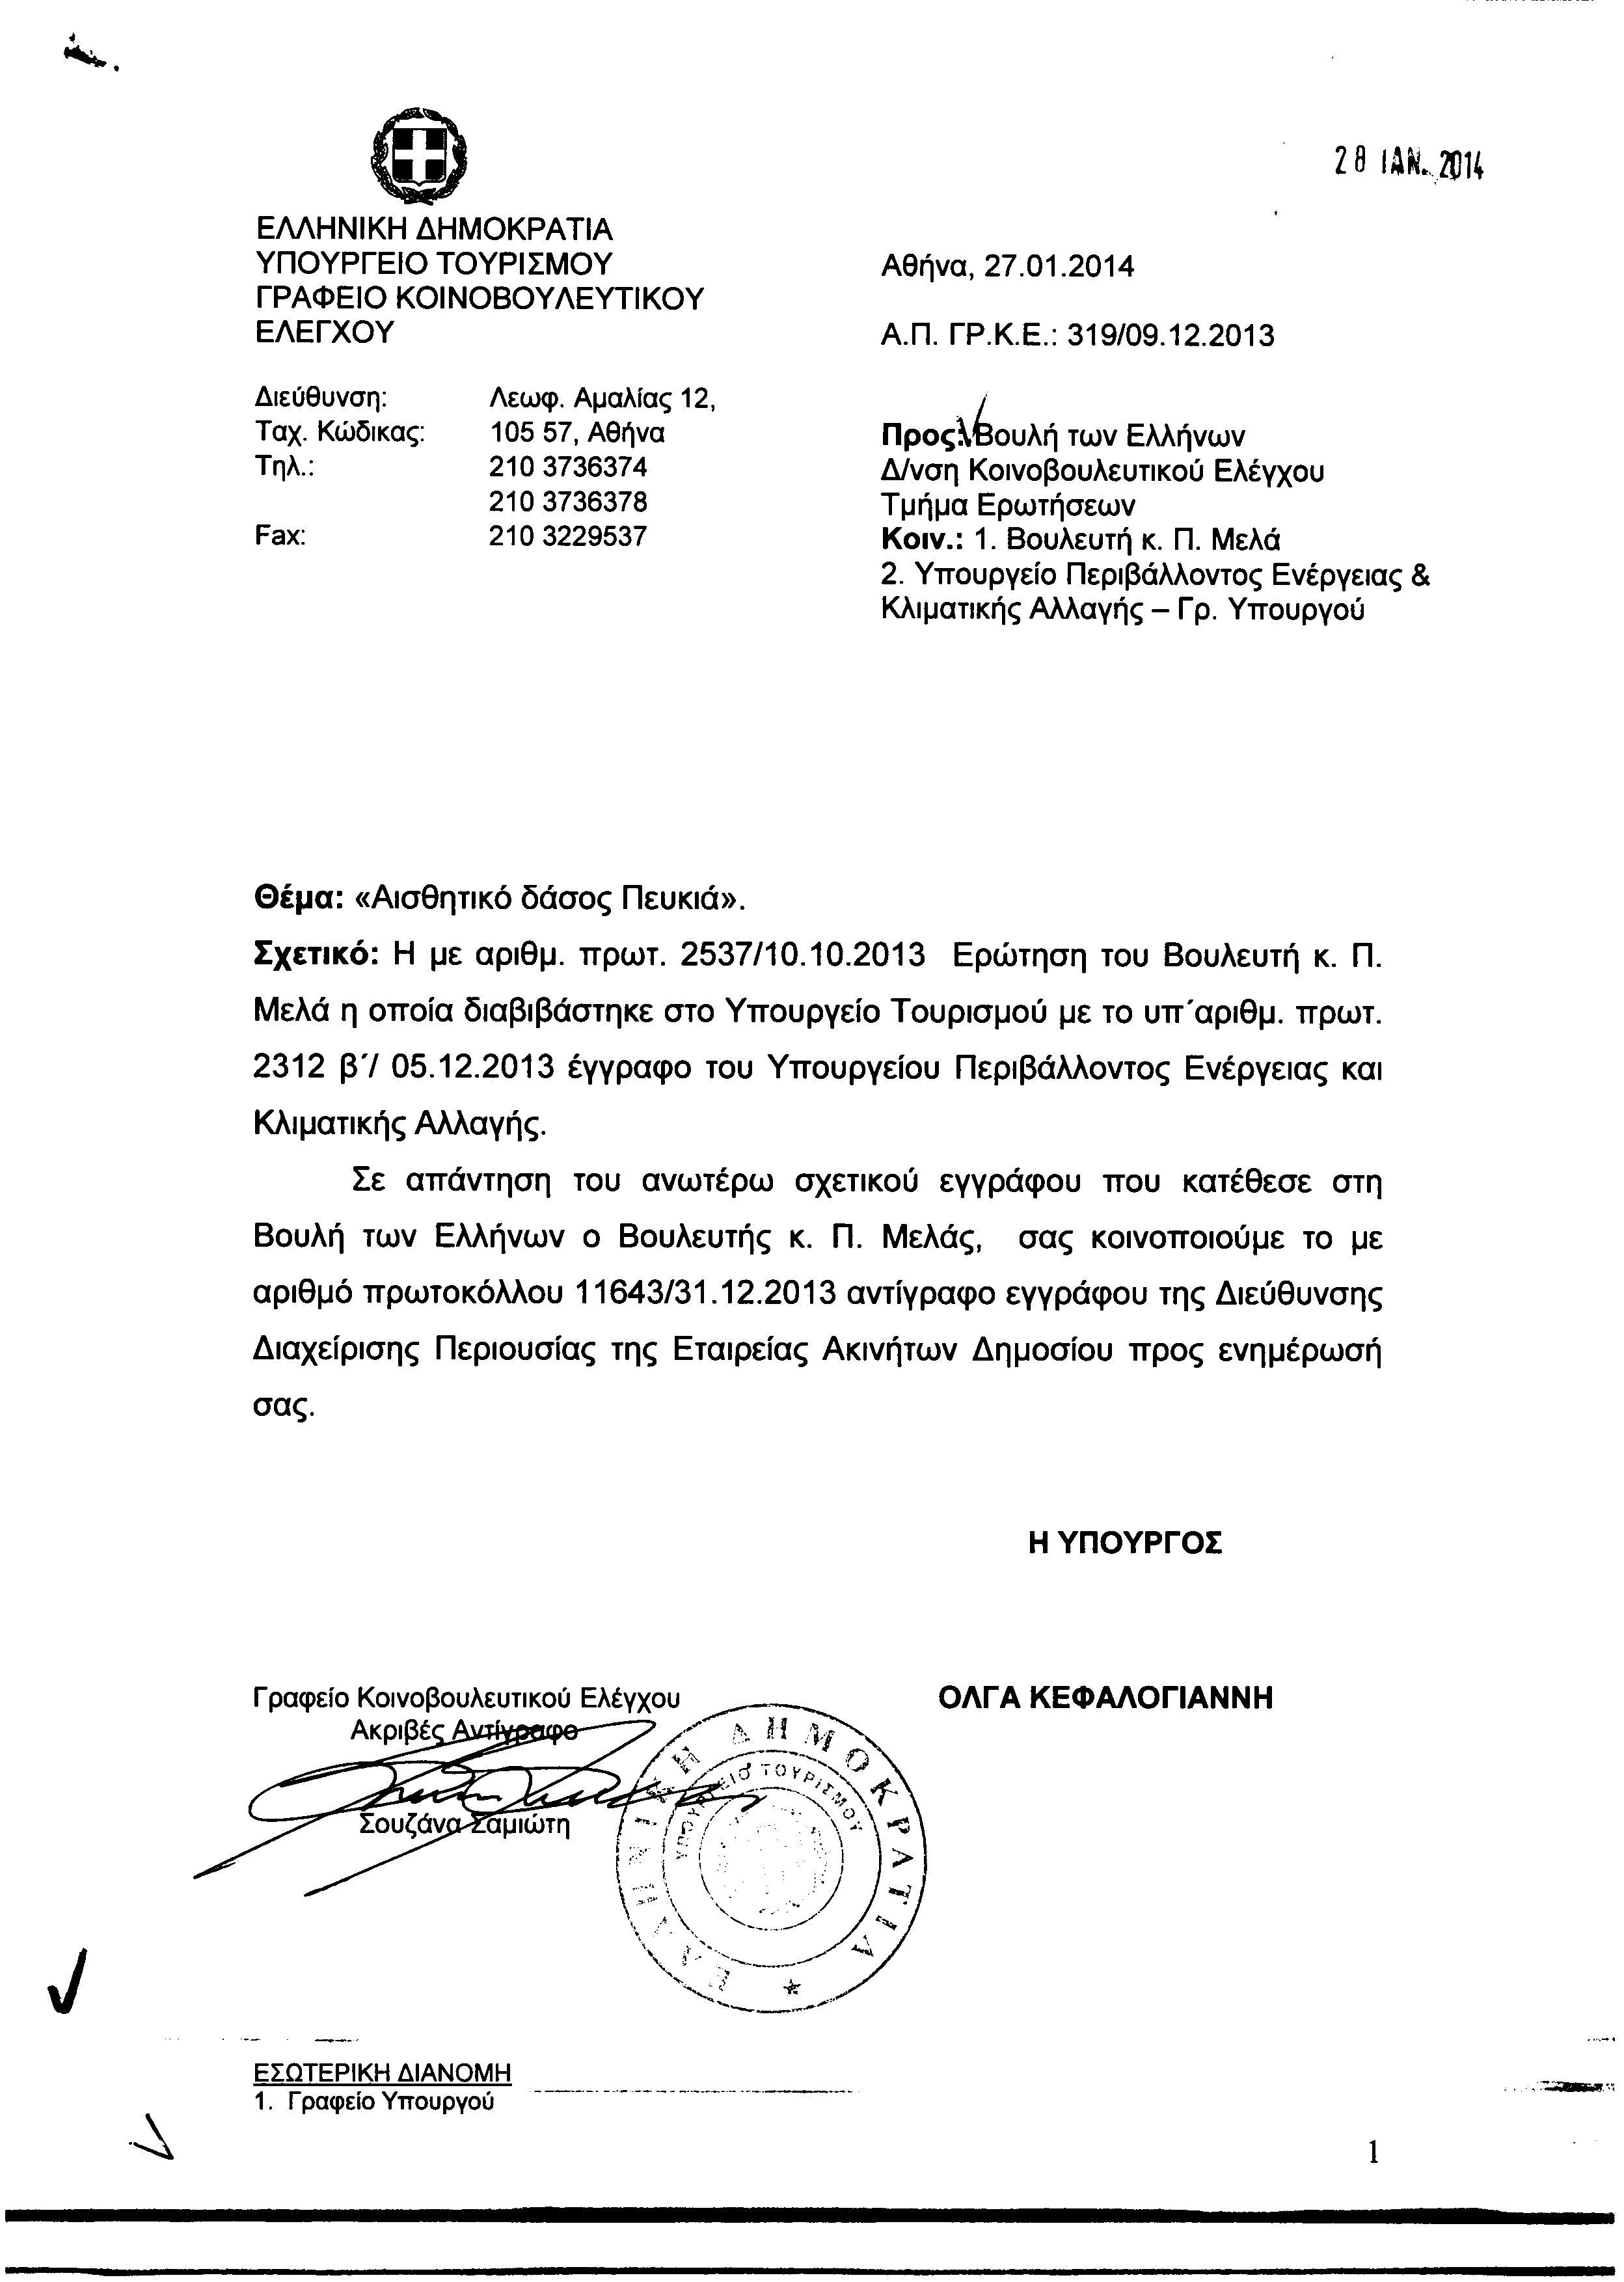 28 ΙΑΝ. 2014
ΕΛΛΗΝΙΚΗ ΔΗΜΟΚΡΑΤΙΑ
ΥΠΟΥΡΓΕΙΟ ΤΟΥΡΙΣΜΟΥ
ΓΡΑΦΕΙΟ ΚΟΙΝΟΒΟΥΛΕΥΤΙΚΟΥ
ΕΛΕΓΧΟΥ
Διεύθυνση: Λεωφ. Αμαλίας 12,
Ταχ. Κώδικας: 105 57, Αθήνα
Τηλ.: 210 3736374
210 3736378
Fax: 210 3229537
Αθήνα, 27.01.2014
Α.Π. ΓΡ.Κ.Ε.: 319/09.12.2013
Προς: Βουλή των Ελλήνων
Δ/νση Κοινοβουλευτικού Ελέγχου
Τμήμα Ερωτήσεων
Κοιν.: 1. Βουλευτή κ. Π. Μελά
2. Υπουργείο Περιβάλλοντος Ενέργειας &
Κλιματικής Αλλαγής – Γρ. Υπουργού
Θέμα: «Αισθητικό δάσος Πευκιά».
Σχετικό: Η με αριθμ. πρωτ. 2537/10.10.2013 Ερώτηση του Βουλευτή κ. Π.
Μελά η οποία διαβιβάστηκε στο Υπουργείο Τουρισμού με το υπ΄αριθμ. πρωτ.
2312 β΄/ 05.12.2013 έγγραφο του Υπουργείου Περιβάλλοντος Ενέργειας και
Κλιματικής Αλλαγής.
Σε απάντηση του ανωτέρω σχετικού εγγράφου που κατέθεσε στη
Βουλή των Ελλήνων ο Βουλευτής κ. Π. Μελάς, σας κοινοποιούμε το με
αριθμό πρωτοκόλλου 11643/31.12.2013 αντίγραφο εγγράφου της Διεύθυνσης
Διαχείρισης Περιουσίας της Εταιρείας Ακινήτων Δημοσίου προς ενημέρωσή
σας.
Η ΥΠΟΥΡΓΟΣ
ΟΛΓΑ ΚΕΦΑΛΟΓΙΑΝΝΗ
Γραφείο Κοινοβουλευτικού Ελέγχου
Ακριβές Αντίγραφο
Σουζάνα Σαμιώτη
ΕΛΛΗΝΙΚΗ ΔΗΜΟΚΡΑΤΙΑ
ΥΠΟΥΡΓΕΙΟ ΤΟΥΡΙΣΜΟΥ
ΕΣΩΤΕΡΙΚΗ ΔΙΑΝΟΜΗ
1. Γραφείο Υπουργού
1